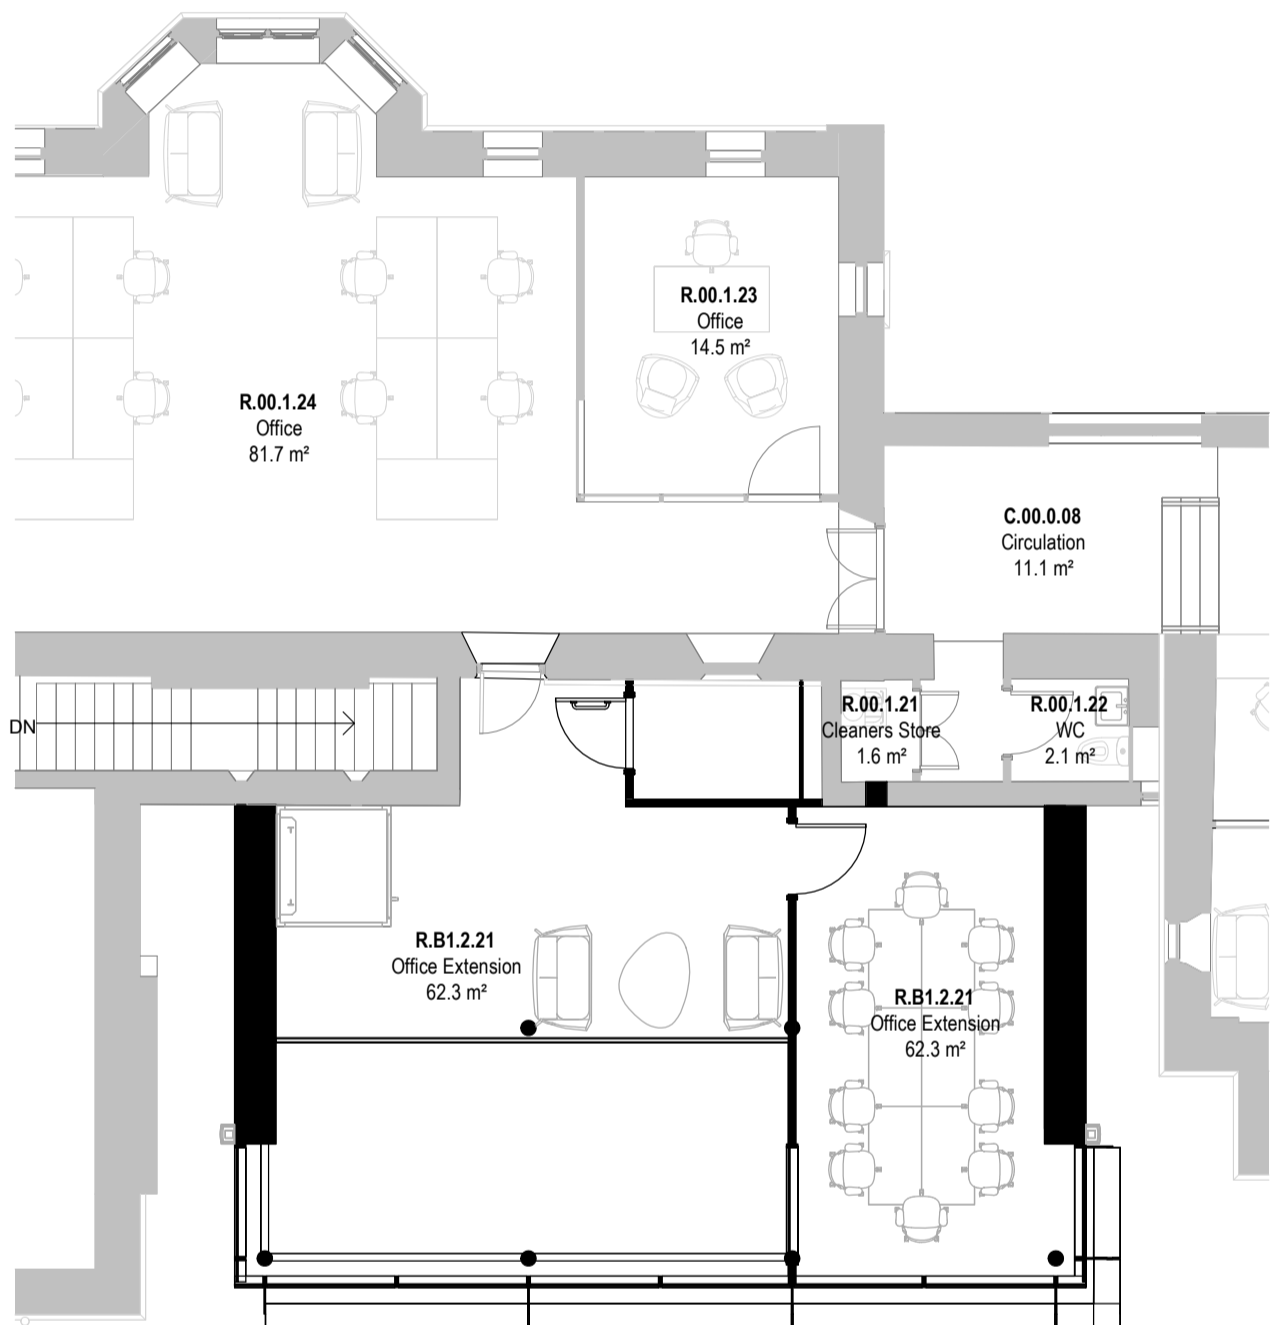 R.00.1.23
Office
14.5 m²
R.00.1.24
Office
81.7 m²
C.00.0.08
Circulation
11.1 m²
DN
R.00.1.21
Cleaners Store
1.6 m²
R.00.1.22
WC
2.1 m²
R.B1.2.21
Office Extension
62.3 m²
R.B1.2.21
Office Extension
62.3 m²